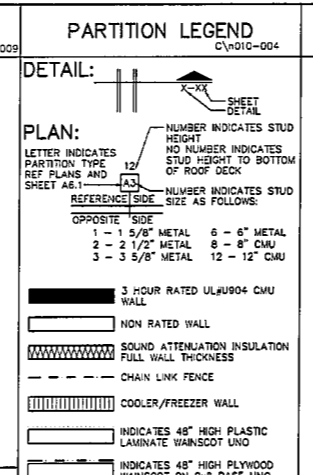 PARTITION LEGEND
009
C\n010-004
DETAIL:
X-XX
SHEET
DETAIL
PLAN:
NUMBER INDICATES STUD
HEIGHT
NO NUMBER INDICATES
STUD HEIGHT TO BOTTOM
OF ROOF DECK
LETTER INDICATES
PARTITION TYPE
REF PLANS AND
SHEET A6.1
12
A3
NUMBER INDICATES STUD
SIZE AS FOLLOWS:
REFERENCE SIDE
OPPOSITE SIDE
1 - 1 5/8" METAL
6 - 6" METAL
2 - 2 1/2" METAL
8 - 8" CMU
3 - 3 5/8" METAL
12 - 12" CMU
3 HOUR RATED UL#U904 CMU
WALL
NON RATED WALL
SOUND ATTENUATION INSULATION
FULL WALL THICKNESS
CHAIN LINK FENCE
COOLER/FREEZER WALL
INDICATES 48" HIGH PLASTIC
LAMINATE WAINSCOT UNO
INDICATES 48" HIGH PLYWOOD